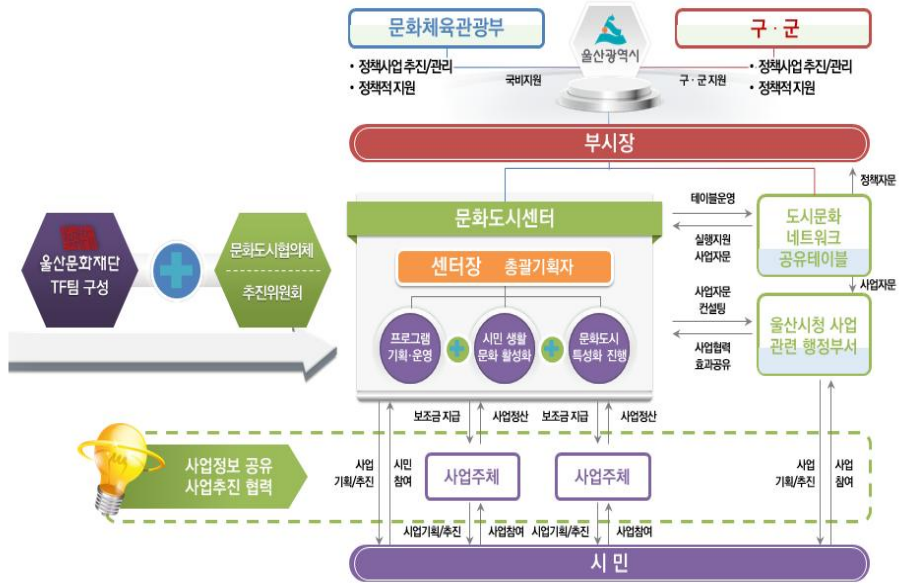 문화체육관광부
울산광역시
구 · 군
• 정책사업 추진/관리
• 정책적 지원
국비지원
구 · 군 지원
• 정책사업 추진/관리
• 정책적 지원
부시장
정책자문
문화도시센터
테이블운영
실행지원
사업자문
도시문화
네트워크
공유테이블
울산문화재단
TF팀 구성
문화도시협의체
추진위원회
센터장 총괄기획자
프로그램
기획·운영
시민 생활
문화 활성화
문화도시
특성화 진행
사업자문
사업자문
컨설팅
사업협력
효과공유
울산시청 사업
관련 행정부서
보조금 지급
사업정산
보조금 지급
사업정산
사업정보 공유
사업추진 협력
사업
기획/추진
시민
참여
사업주체
사업주체
사업
기획/추진
사업
참여
시업기획/추진
사업참여
시업기획/추진
사업참여
시 민